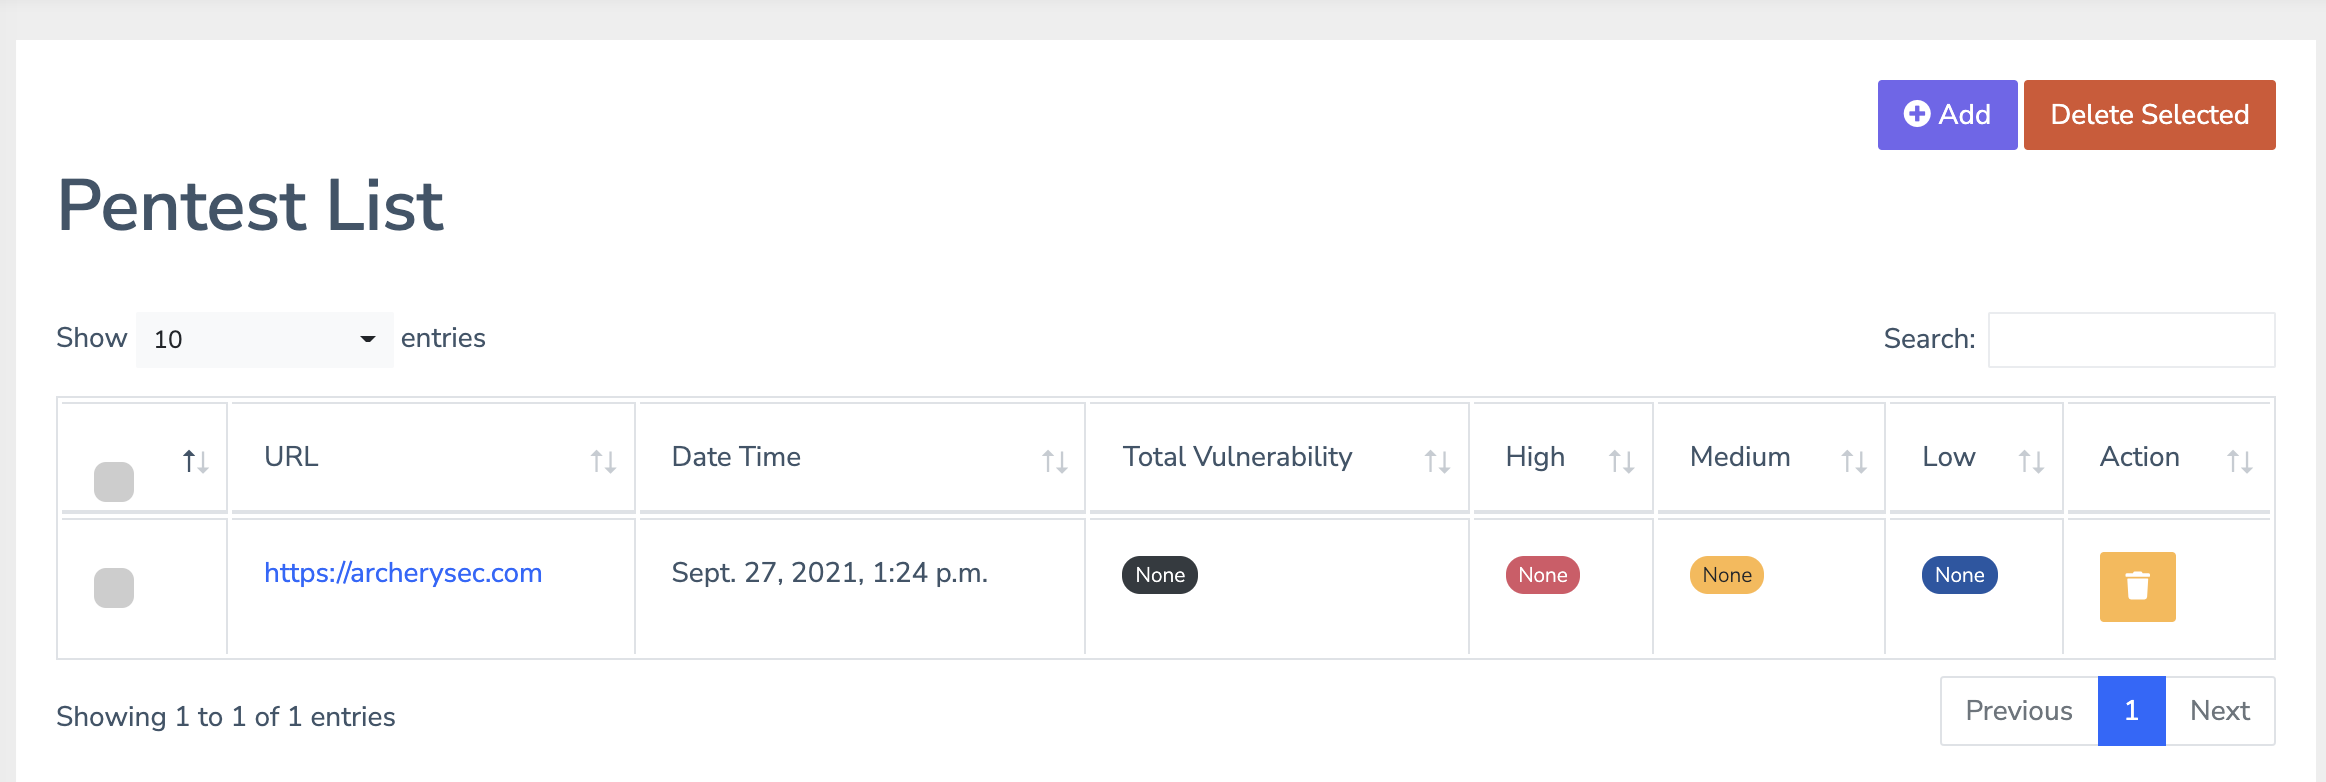 Add Delete Selected
Pentest List
Show 10 entries Search:
URL Date Time Total Vulnerability High Medium Low Action
https://archerysec.com Sept. 27, 2021, 1:24 p.m. None None None None
Showing 1 to 1 of 1 entries Previous 1 Next